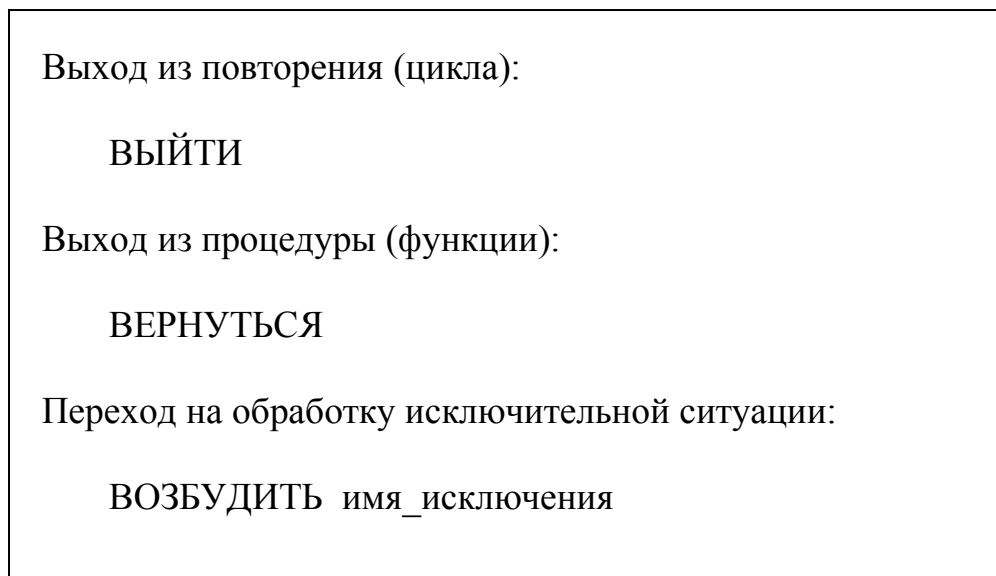 Выход из повторения (цикла):
ВЫЙТИ
Выход из процедуры (функции):
ВЕРНУТЬСЯ
Переход на обработку исключительной ситуации:
ВОЗБУДИТЬ имя_исключения